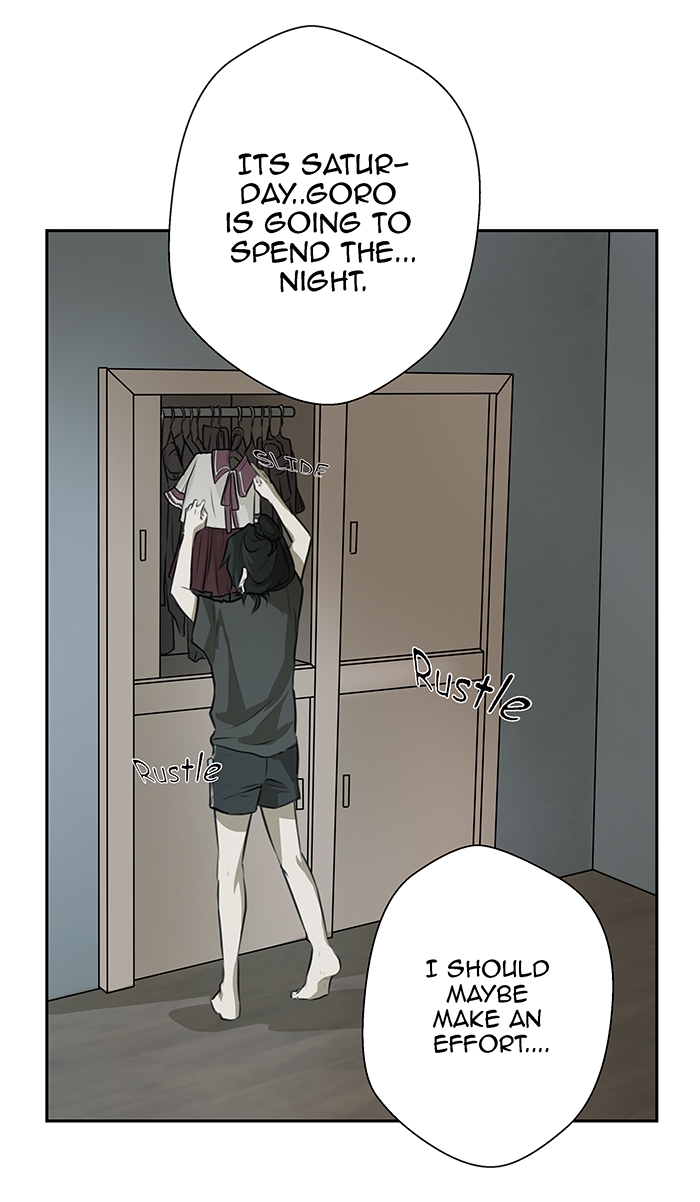 ITS SATUR-
DAY..GORO
IS GOING TO
SPEND THE...
NIGHT.
SLIDE
RUSTLE
RUSTLE
I SHOULD
MAYBE
MAKE AN
EFFORT....